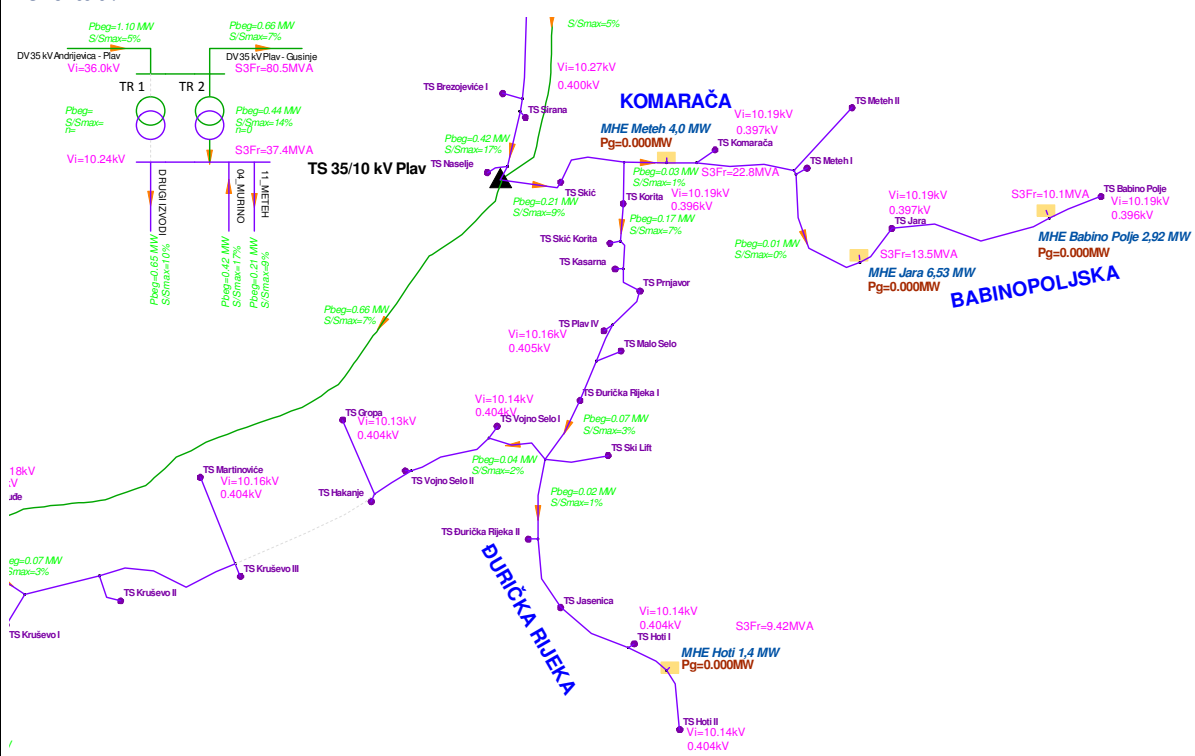 Pbeg=1.10 MW
S/Smax=5%
Pbeg=0.66 MW
S/Smax=7%
DV35 kV Andrijevica - Plav
DV 35 kV Plav - Gusinje
Vi=36.0kV
S3Fr=80.5MVA
TR 1
TR 2
Pbeg=
S/Smax=
n=
Pbeg=0.44 MW
S/Smax=14%
n=0
Vi=10.24kV
S3Fr=37.4MVA
DRUGI IZVODI
04_MURINO
11_METEH
Pbeg=0.65 MW
S/Smax=10%
Pbeg=0.42 MW
S/Smax=17%
Pbeg=0.21 MW
S/Smax=9%
S/Smax=5%
Vi=10.27kV
0.400kV
TS Brezojeviće I
TS Sirana
Pbeg=0.42 MW
S/Smax=17%
TS Naselje
TS 35/10 kV Plav
Pbeg=0.21 MW
S/Smax=9%
TS Skić
KOMARAČA
MHE Meteh 4,0 MW
Pg=0.000MW
Vi=10.19kV
0.397kV
TS Komarača
TS Meteh II
TS Meteh I
Pbeg=0.03 MW
S/Smax=1%
S3Fr=22.8MVA
Vi=10.19kV
0.396kV
TS Korita
Pbeg=0.17 MW
S/Smax=7%
TS Skić Korita
TS Kasarna
TS Prnjavor
Pbeg=0.01 MW
S/Smax=0%
Vi=10.19kV
0.397kV
TS Jara
S3Fr=13.5MVA
MHE Jara 6,53 MW
Pg=0.000MW
S3Fr=10.1MVA
TS Babino Polje
Vi=10.19kV
0.396kV
MHE Babino Polje 2,92 MW
Pg=0.000MW
BABINOPOLJSKA
Pbeg=0.66 MW
S/Smax=7%
Vi=10.16kV
0.405kV
TS Plav IV
TS Malo Selo
TS Đurička Rijeka I
Pbeg=0.07 MW
S/Smax=3%
Vi=10.14kV
0.404kV
TS Vojno Selo I
TS Gropa
Vi=10.13kV
0.404kV
TS Ski Lift
Pbeg=0.04 MW
S/Smax=2%
TS Vojno Selo II
TS Hakanje
Pbeg=0.02 MW
S/Smax=1%
TS Martinoviće
Vi=10.16kV
0.404kV
18kV
kV
uđe
TS Đurička Rijeka II
ĐURIČKA RIJEKA
eg=0.07 MW
Smax=3%
TS Kruševo III
TS Kruševo II
TS Kruševo I
TS Jasenica
Vi=10.14kV
0.404kV
TS Hoti I
S3Fr=9.42MVA
MHE Hoti 1,4 MW
Pg=0.000MW
TS Hoti II
Vi=10.14kV
0.404kV